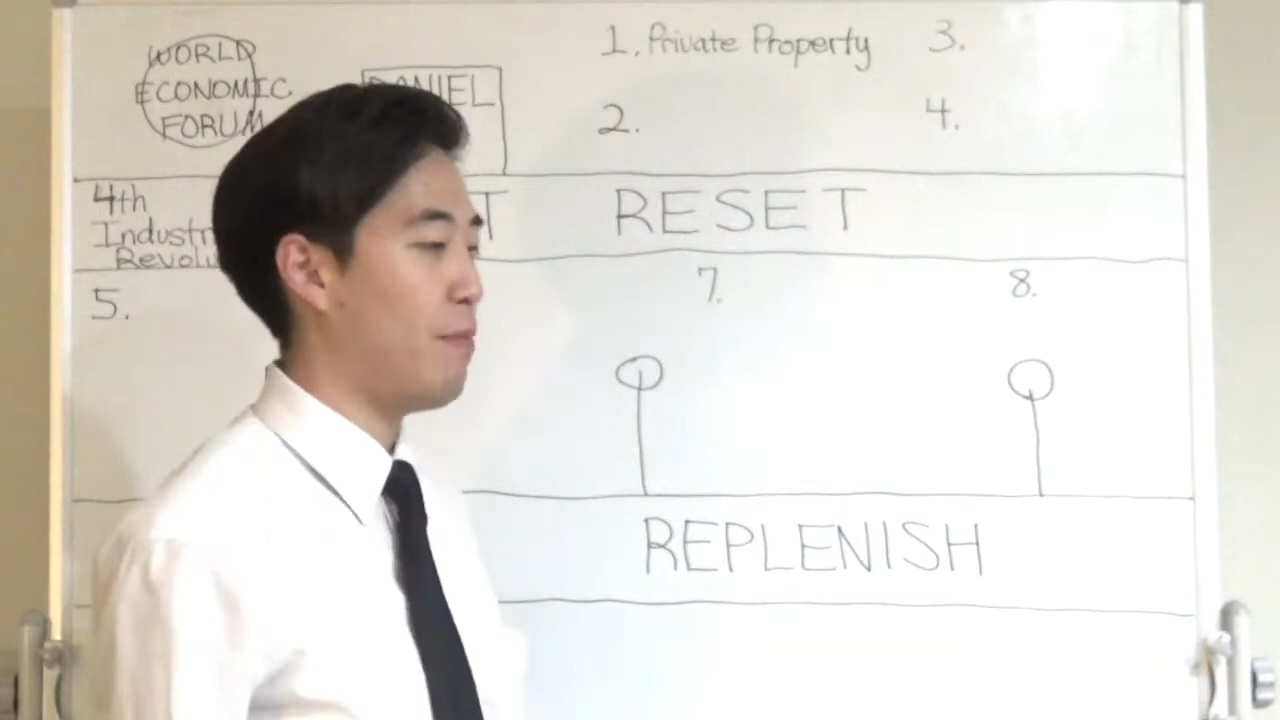 WORLD
ECONOMIC
FORUM
1. Private Property
2.
3.
4.
4th
RESET
5.
7.
8.
REPLENISH